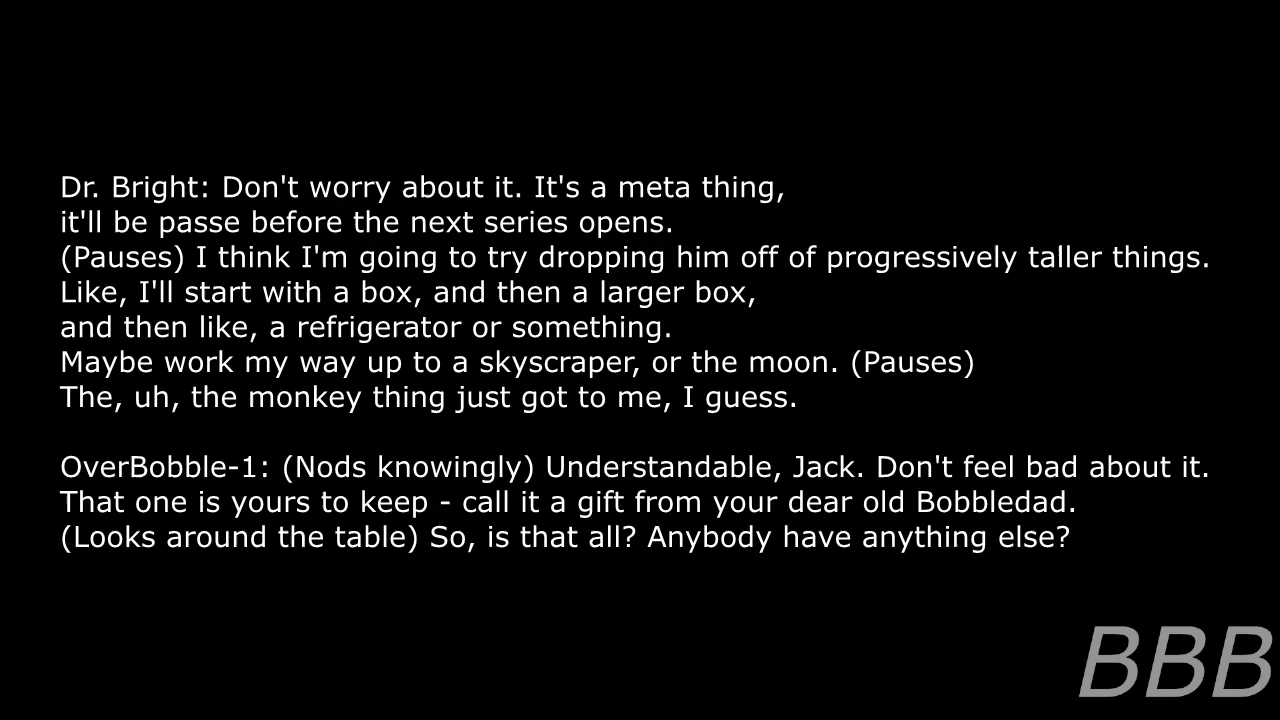 Dr. Bright: Don't worry about it. It's a meta thing,
it'll be passe before the next series opens.
(Pauses) I think I'm going to try dropping him off of progressively taller things.
Like, I'll start with a box, and then a larger box,
and then like, a refrigerator or something.
Maybe work my way up to a skyscraper, or the moon. (Pauses)
The, uh, the monkey thing just got to me, I guess.
OverBobble-1: (Nods knowingly) Understandable, Jack. Don't feel bad about it.
That one is yours to keep - call it a gift from your dear old Bobbledad.
(Looks around the table) So, is that all? Anybody have anything else?
BBB